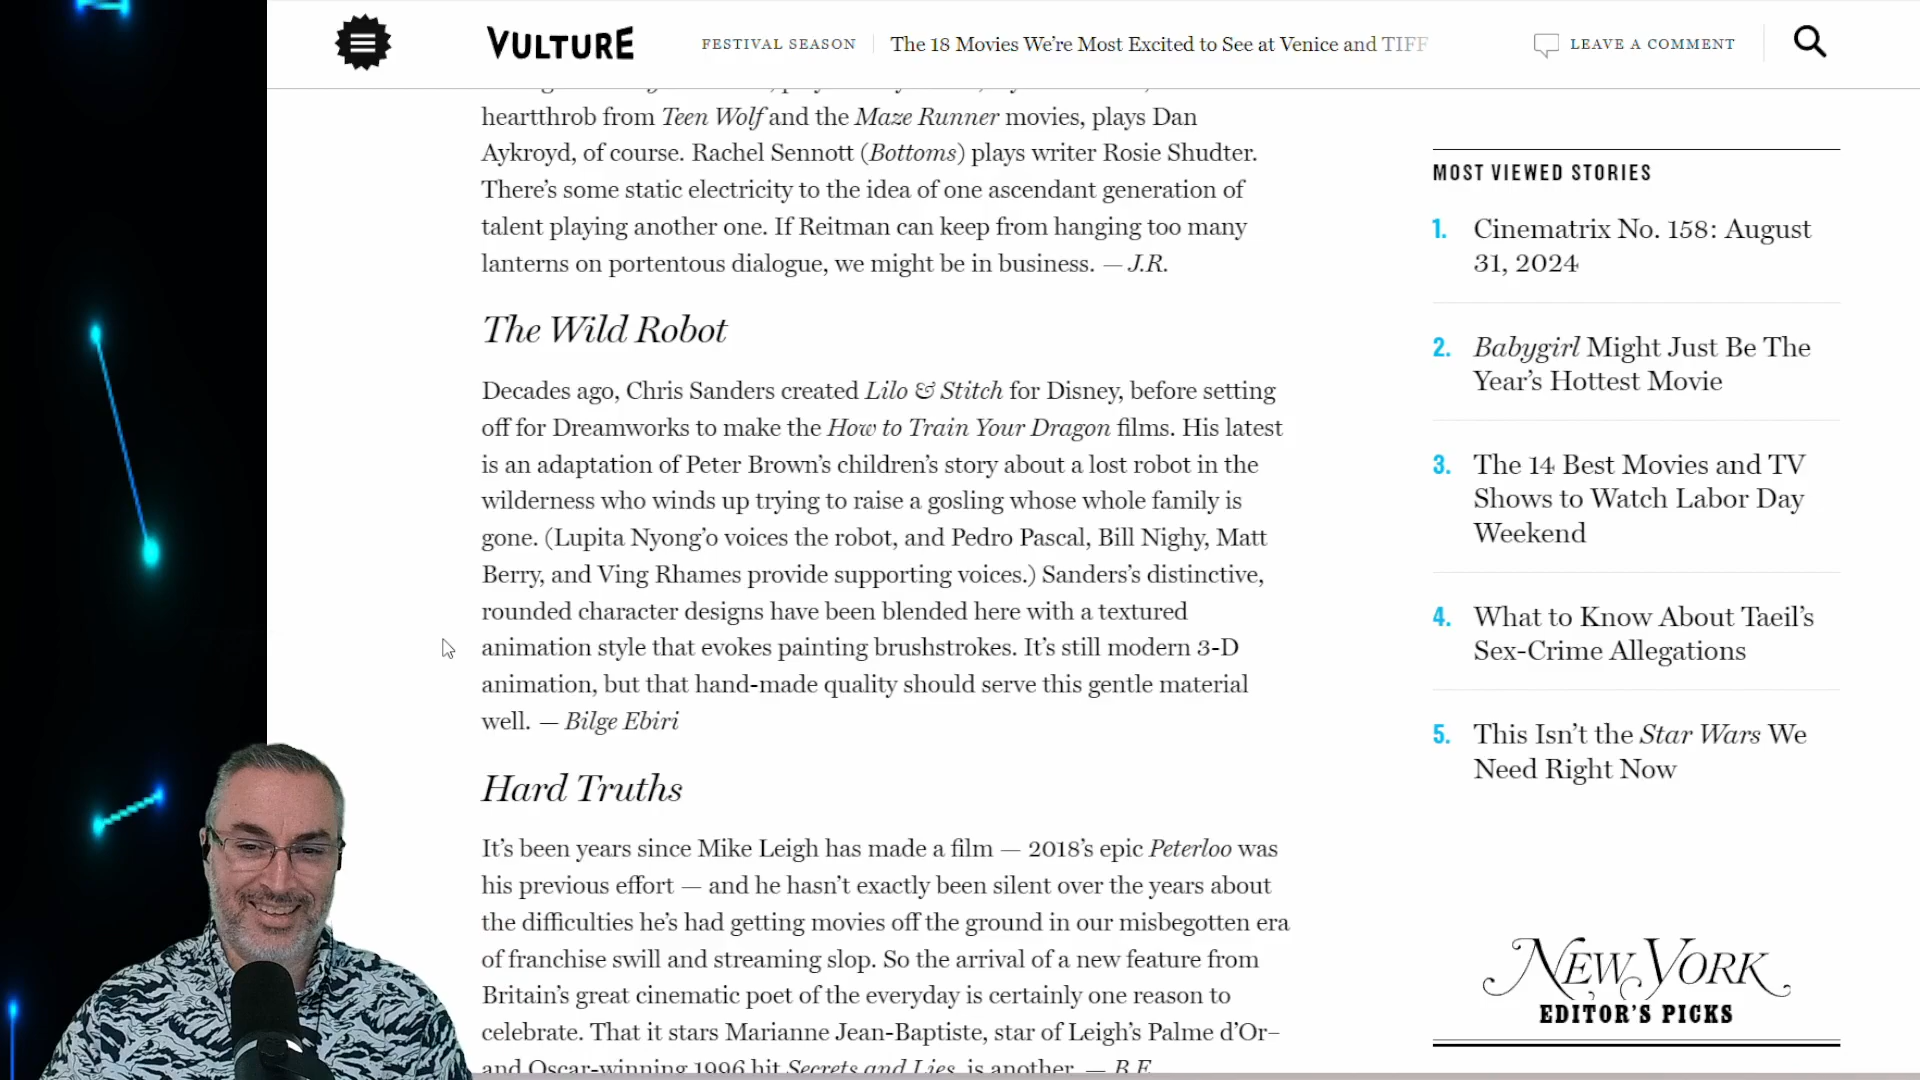 VULTURE
FESTIVAL SEASON
The 18 Movies We're Most Excited to See at Venice and TIFF
LEAVE A COMMENT
heartthrob from Teen Wolf and the Maze Runner movies, plays Dan
Aykroyd, of course. Rachel Sennott (Bottoms) plays writer Rosie Shudter.
There's some static electricity to the idea of one ascendant generation of
talent playing another one. If Reitman can keep from hanging too many
lanterns on portentous dialogue, we might be in business. — J.R.
The Wild Robot
Decades ago, Chris Sanders created Lilo & Stitch for Disney, before setting
off for Dreamworks to make the How to Train Your Dragon films. His latest
is an adaptation of Peter Brown's children's story about a lost robot in the
wilderness who winds up trying to raise a gosling whose whole family is
gone. (Lupita Nyong'o voices the robot, and Pedro Pascal, Bill Nighy, Matt
Berry, and Ving Rhames provide supporting voices.) Sanders's distinctive,
rounded character designs have been blended here with a textured
animation style that evokes painting brushstrokes. It's still modern 3-D
animation, but that hand-made quality should serve this gentle material
well. — Bilge Ebiri
Hard Truths
It's been years since Mike Leigh has made a film — 2018's epic Peterloo was
his previous effort — and he hasn't exactly been silent over the years about
the difficulties he's had getting movies off the ground in our misbegotten era
of franchise swill and streaming slop. So the arrival of a new feature from
Britain's great cinematic poet of the everyday is certainly one reason to
celebrate. That it stars Marianne Jean-Baptiste, star of Leigh's Palme d'Or–
and Oscar-winning 1996 hit Secrets and Lies, is another. — B.E.
MOST VIEWED STORIES
1. Cinematrix No. 158: August
31, 2024
2. Babygirl Might Just Be The
Year's Hottest Movie
3. The 14 Best Movies and TV
Shows to Watch Labor Day
Weekend
4. What to Know About Taeil's
Sex-Crime Allegations
5. This Isn't the Star Wars We
Need Right Now
NEW YORK
EDITOR'S PICKS